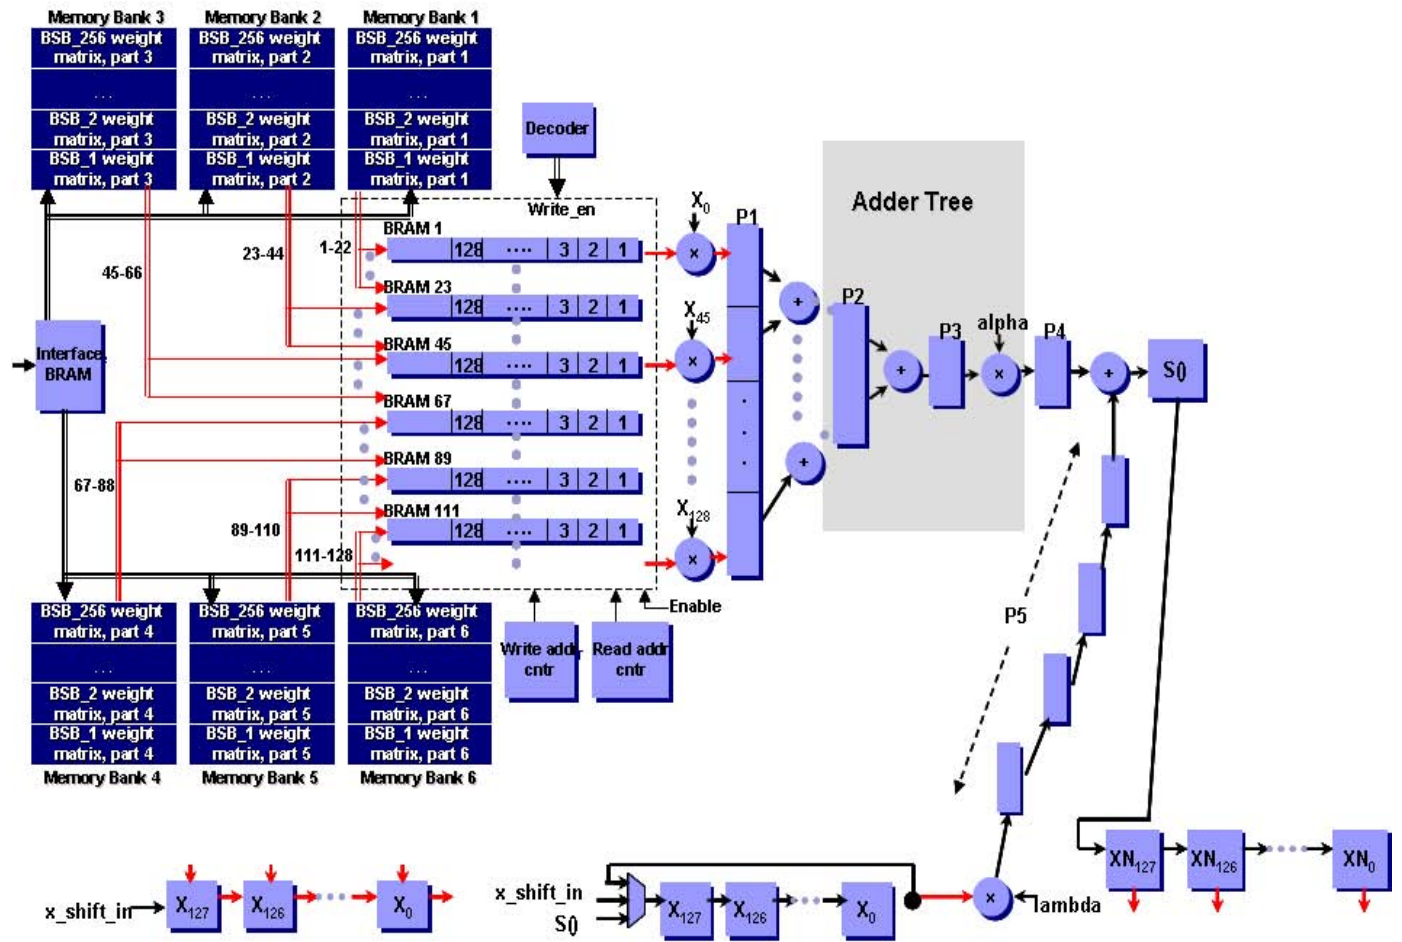 Memory Bank 3
Memory Bank 2
Memory Bank 1
BSB_256 weight
matrix, part 3
BSB_256 weight
matrix, part 2
BSB_256 weight
matrix, part 1
...
...
...
BSB_2 weight
matrix, part 3
BSB_2 weight
matrix, part 2
BSB_2 weight
matrix, part 1
BSB_1 weight
matrix, part 3
BSB_1 weight
matrix, part 2
BSB_1 weight
matrix, part 1
Decoder
Write_en
Adder Tree
X0
P1
BRAM 1
128 .... 3 2 1
×
1-22
23-44
45-66
BRAM 23
128 .... 3 2 1
X45
+
P2
BRAM 45
128 .... 3 2 1
×
Interface
BRAM
+
P3
alpha
×
P4
+
S()
BRAM 67
128 .... 3 2 1
.
.
.
BRAM 89
128 .... 3 2 1
+
67-88
BRAM 111
128 .... 3 2 1
X128
×
89-110
111-128
Enable
P5
BSB_256 weight
matrix, part 4
BSB_256 weight
matrix, part 5
BSB_256 weight
matrix, part 6
Write addr
cntr
Read addr
cntr
...
...
...
BSB_2 weight
matrix, part 4
BSB_2 weight
matrix, part 5
BSB_2 weight
matrix, part 6
BSB_1 weight
matrix, part 4
BSB_1 weight
matrix, part 5
BSB_1 weight
matrix, part 6
Memory Bank 4
Memory Bank 5
Memory Bank 6
x_shift_in
X127
X126
X0
x_shift_in
S()
X127
X126
X0
×
lambda
XN127
XN126
XN0